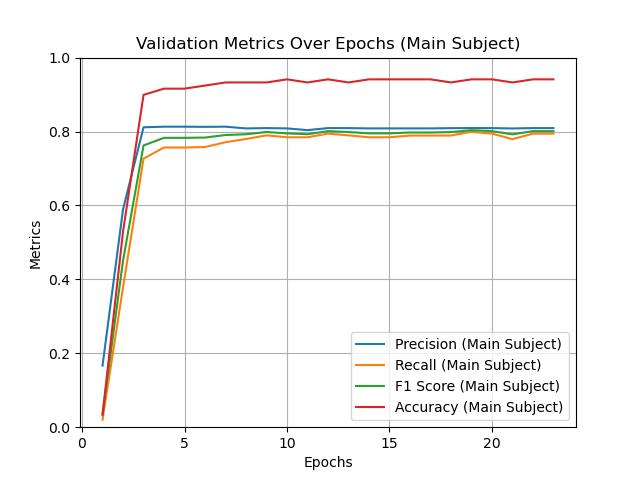 Validation Metrics Over Epochs (Main Subject)
1.0
0.8
0.6
0.4
0.2
0.0
Metrics
0
5
10
15
20
Epochs
Precision (Main Subject)
Recall (Main Subject)
F1 Score (Main Subject)
Accuracy (Main Subject)